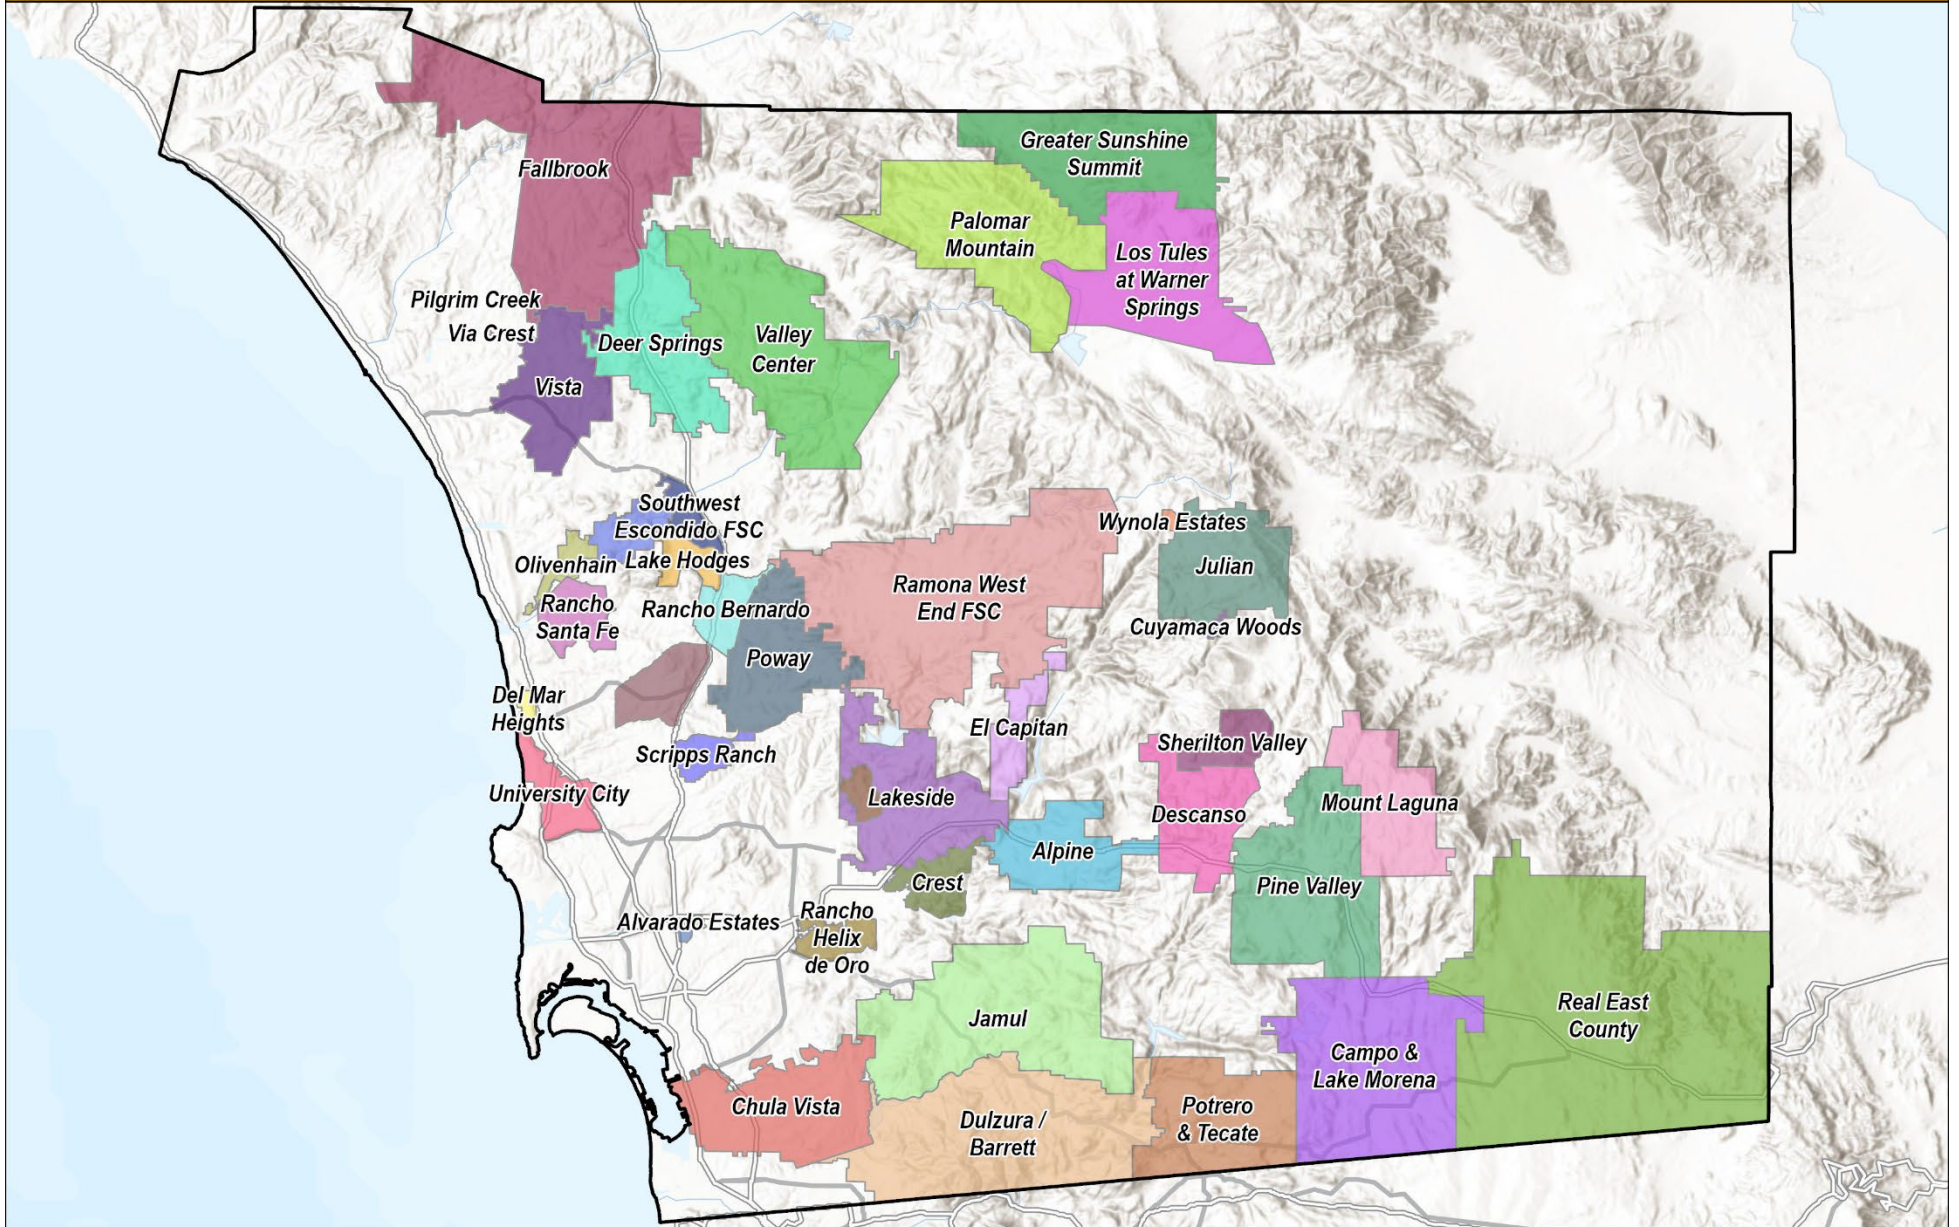 Greater Sunshine
Summit
Fallbrook
Palomar
Mountain
Los Tules
at Warner
Springs
Pilgrim Creek
Via Crest
Deer Springs
Valley
Center
Vista
Southwest
Escondido FSC
Wynola Estates
Olivenhain
Lake Hodges
Julian
Ramona West
End FSC
Rancho
Santa Fe
Rancho Bernardo
Cuyamaca Woods
Poway
Del Mar
Heights
El Capitan
Sherilton Valley
Scripps Ranch
University City
Lakeside
Descanso
Mount Laguna
Alpine
Crest
Pine Valley
Alvarado Estates
Rancho
Helix
de Oro
Jamul
Real East
County
Campo &
Lake Morena
Chula Vista
Dulzura /
Barrett
Potrero
& Tecate